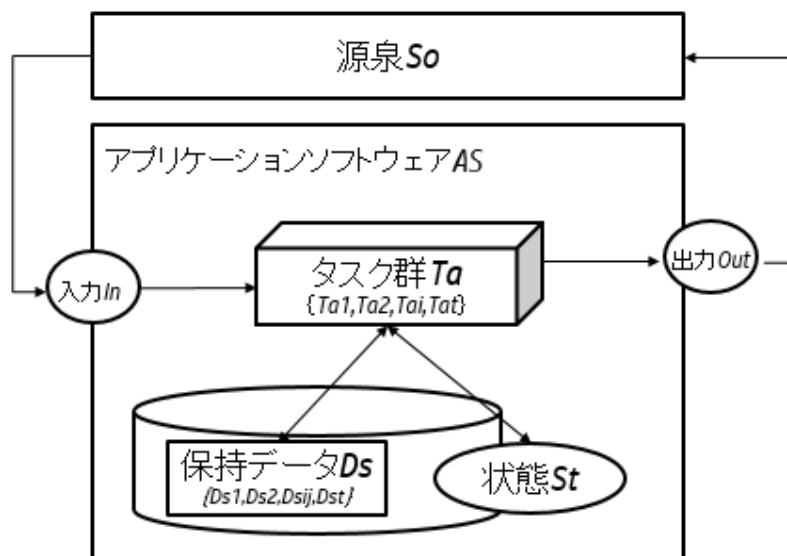 源泉So
アプリケーションソフトウェアAS
タスク群Ta
{Ta1,Ta2,Tai,Tat}
入力In
出力Out
保持データDs
{Ds1,Ds2,Dsij,Dst}
状態St